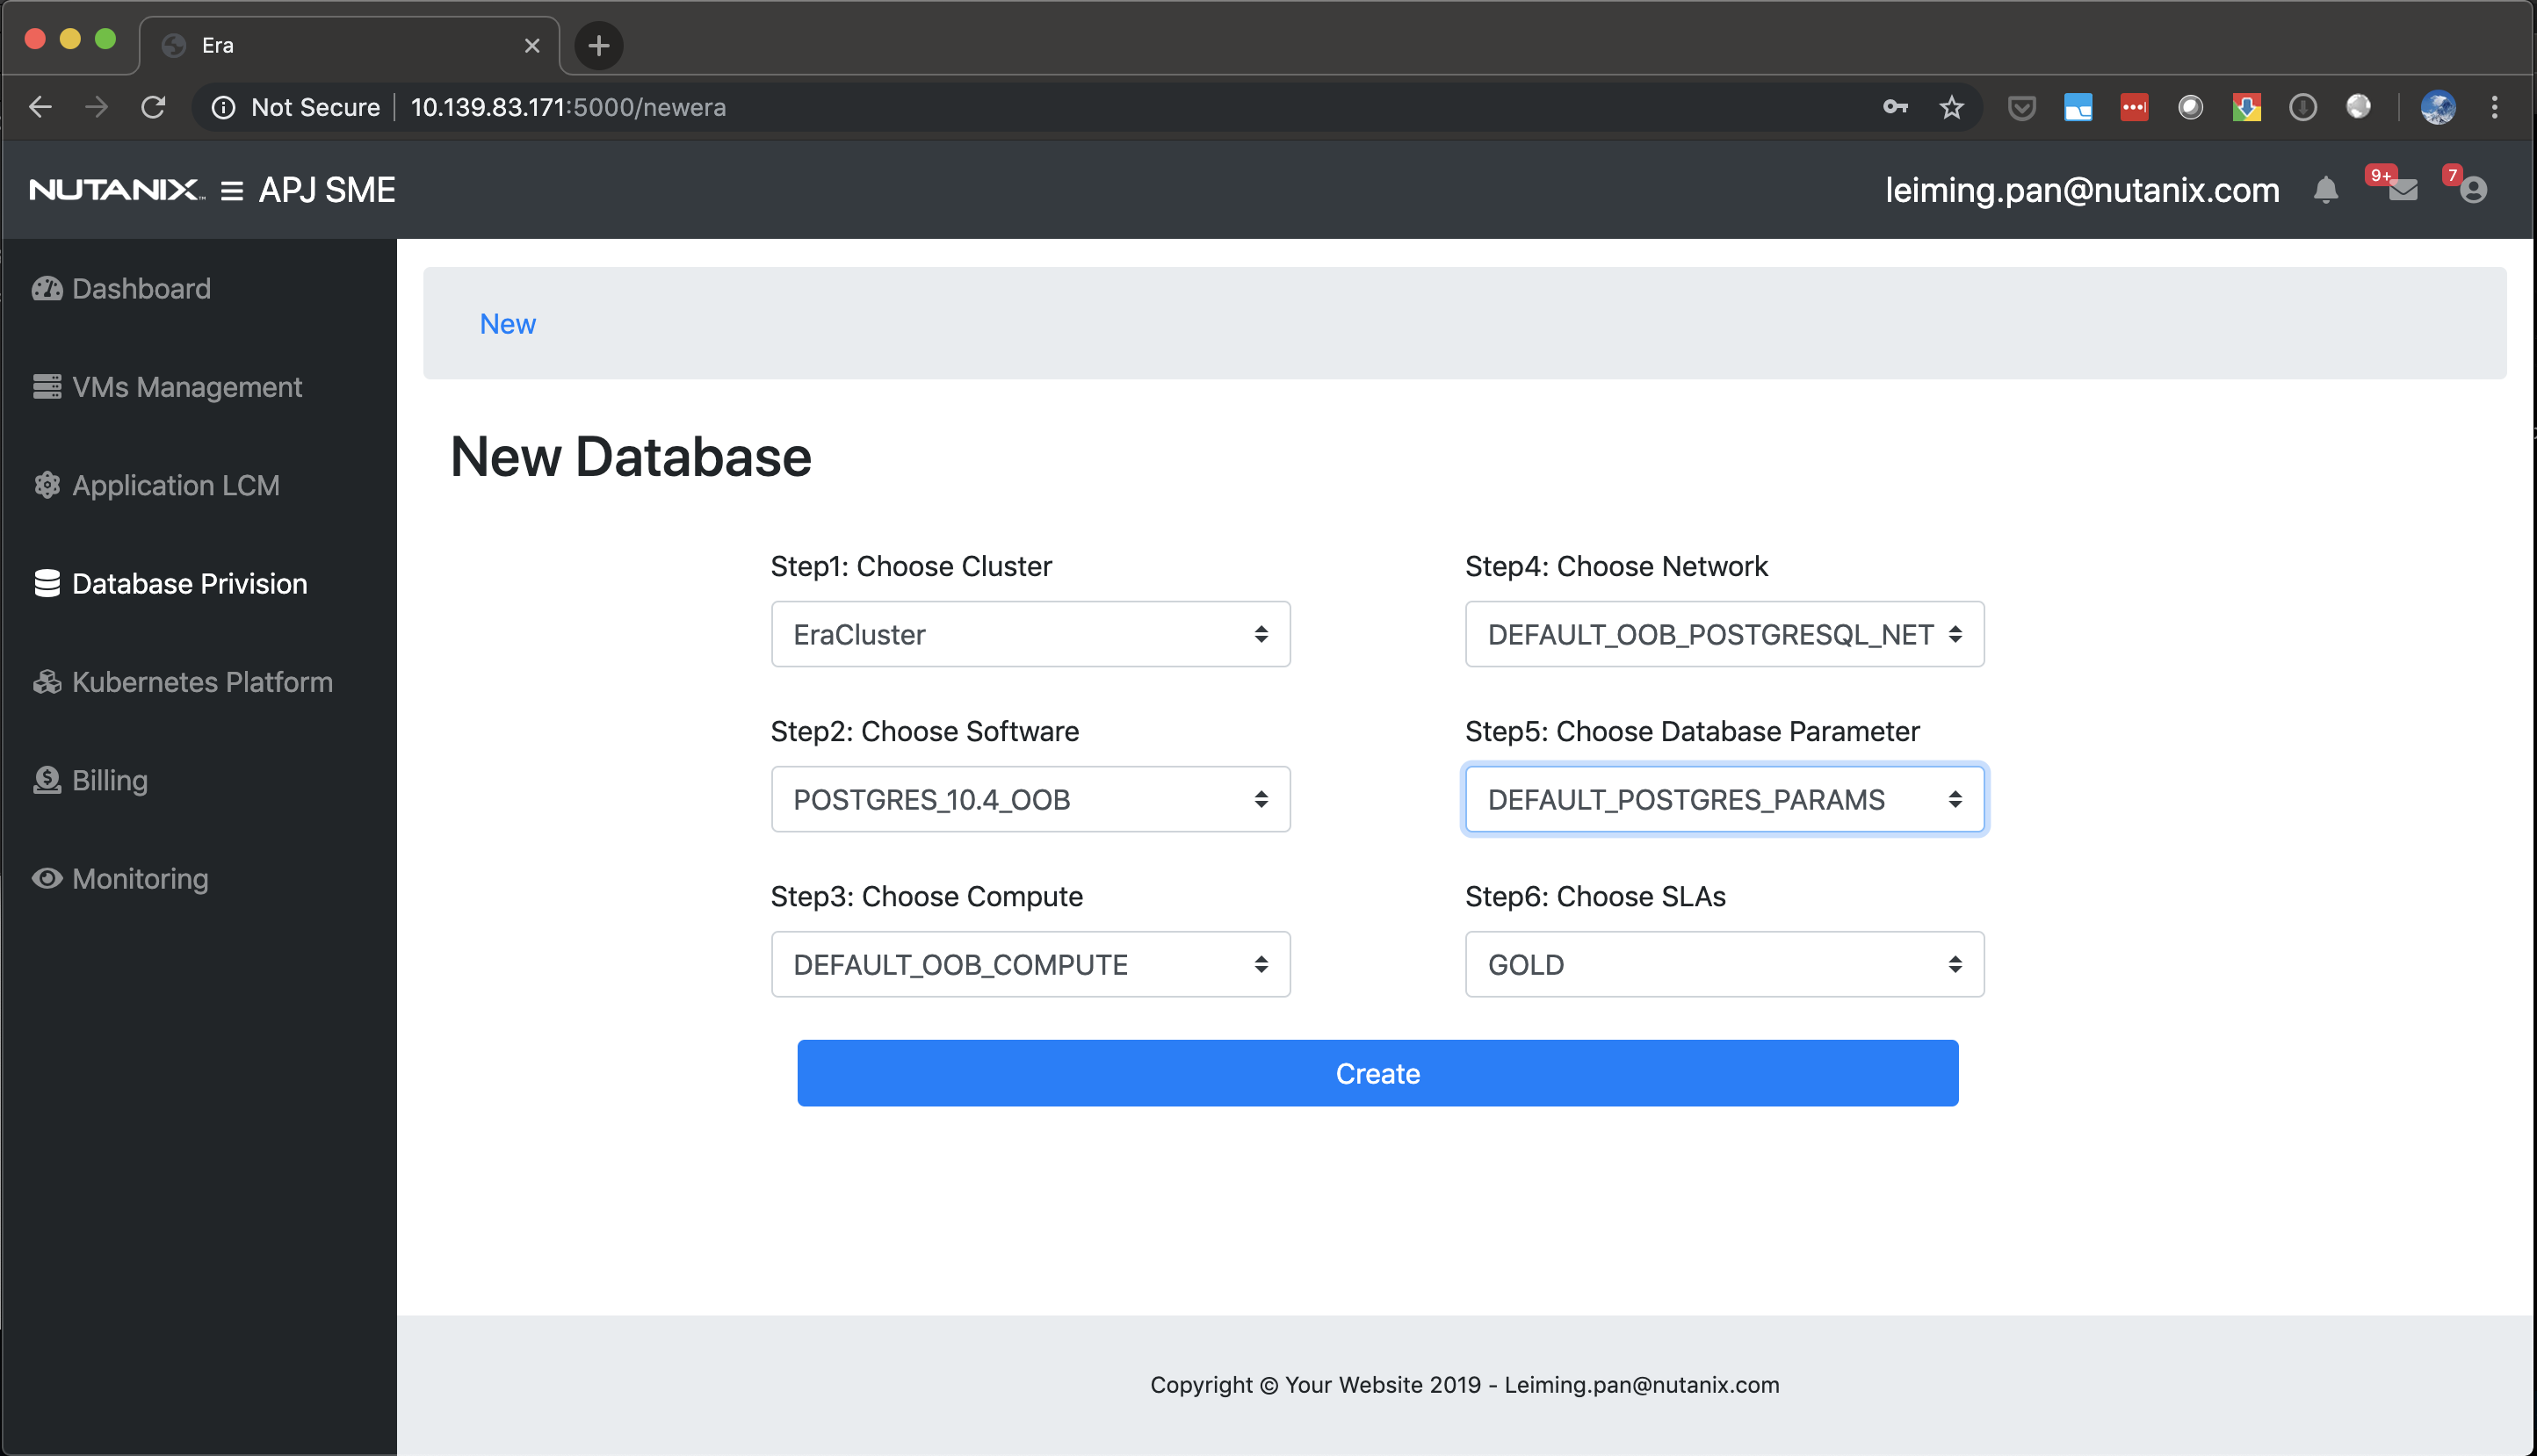 Era
Not Secure 10.139.83.171:5000/newera
NUTANIX™ APJ SME leiming.pan@nutanix.com 9+ 7
Dashboard
VMs Management
Application LCM
Database Privision
Kubernetes Platform
Billing
Monitoring
New
New Database
Step1: Choose Cluster
EraCluster
Step2: Choose Software
POSTGRES_10.4_OOB
Step3: Choose Compute
DEFAULT_OOB_COMPUTE
Step4: Choose Network
DEFAULT_OOB_POSTGRESQL_NET
Step5: Choose Database Parameter
DEFAULT_POSTGRES_PARAMS
Step6: Choose SLAs
GOLD
Create
Copyright © Your Website 2019 - Leiming.pan@nutanix.com